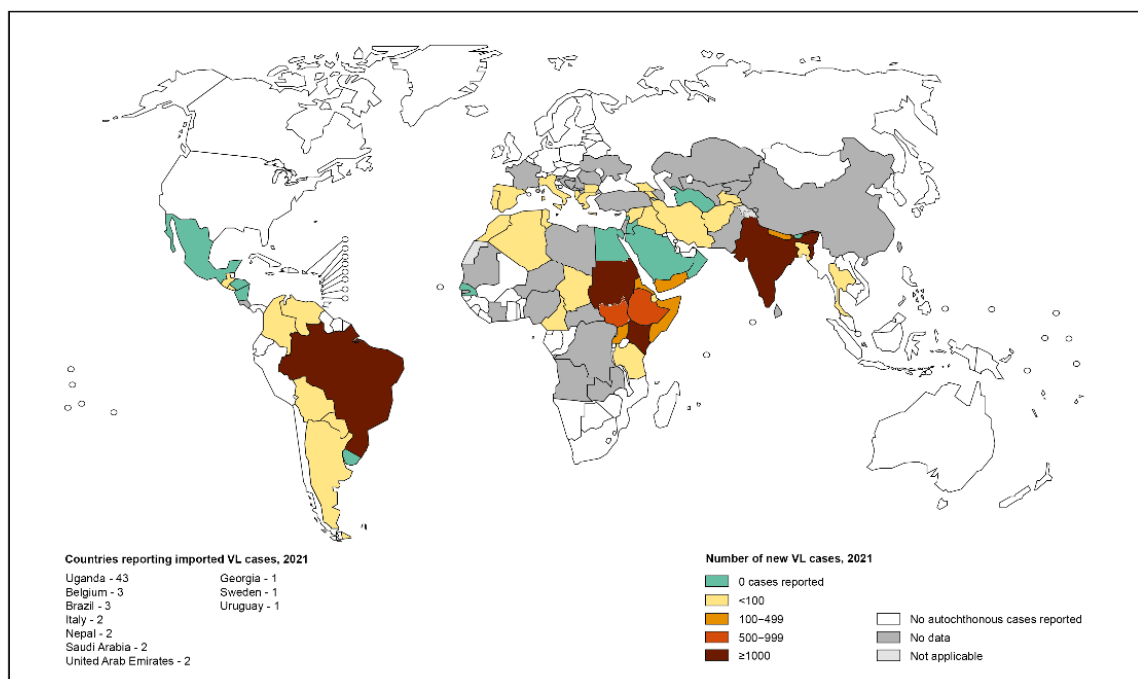 Countries reporting imported VL cases, 2021
Uganda - 43
Belgium - 3
Brazil - 3
Italy - 2
Nepal - 2
Saudi Arabia - 2
United Arab Emirates - 2
Georgia - 1
Sweden - 1
Uruguay - 1
Number of new VL cases, 2021
0 cases reported
<100
100–499
500–999
≥1000
No autochthonous cases reported
No data
Not applicable